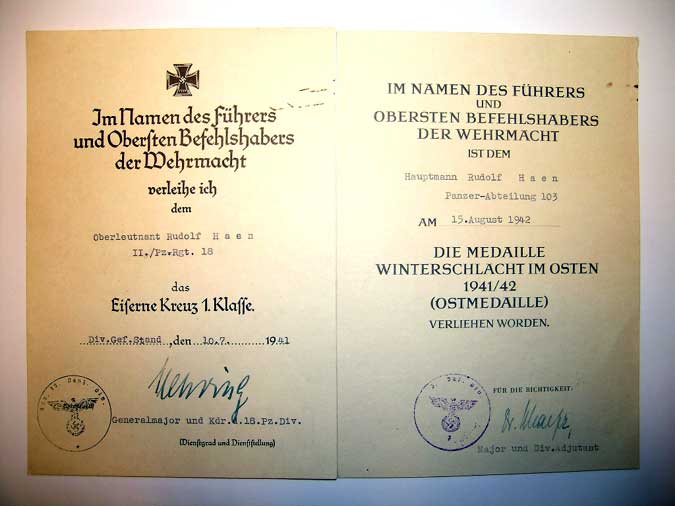 Im Namen des Führers
und Obersten Befehlshabers
der Wehrmacht
verleihe ich
dem
Oberleutnant Rudolf H a e n
II./Pz.Rgt. 18
das
Eiserne Kreuz 1. Klasse.
Div.Gef.Stand, den 10.7. 1941
Nehring
Generalmajor und Kdr.d.18.Pz.Div.
(Dienstgrad und Dienststellung)
IM NAMEN DES FÜHRERS
UND
OBERSTEN BEFEHLSHABERS
DER WEHRMACHT
IST DEM
Hauptmann Rudolf H a e n
Panzer-Abteilung 103
AM 15.August 1942
DIE MEDAILLE
WINTERSCHLACHT IM OSTEN
1941/42
(OSTMEDAILLE)
VERLIEHEN WORDEN.
FÜR DIE RICHTIGKEIT:
Dr.
Major und Div.Adjutant